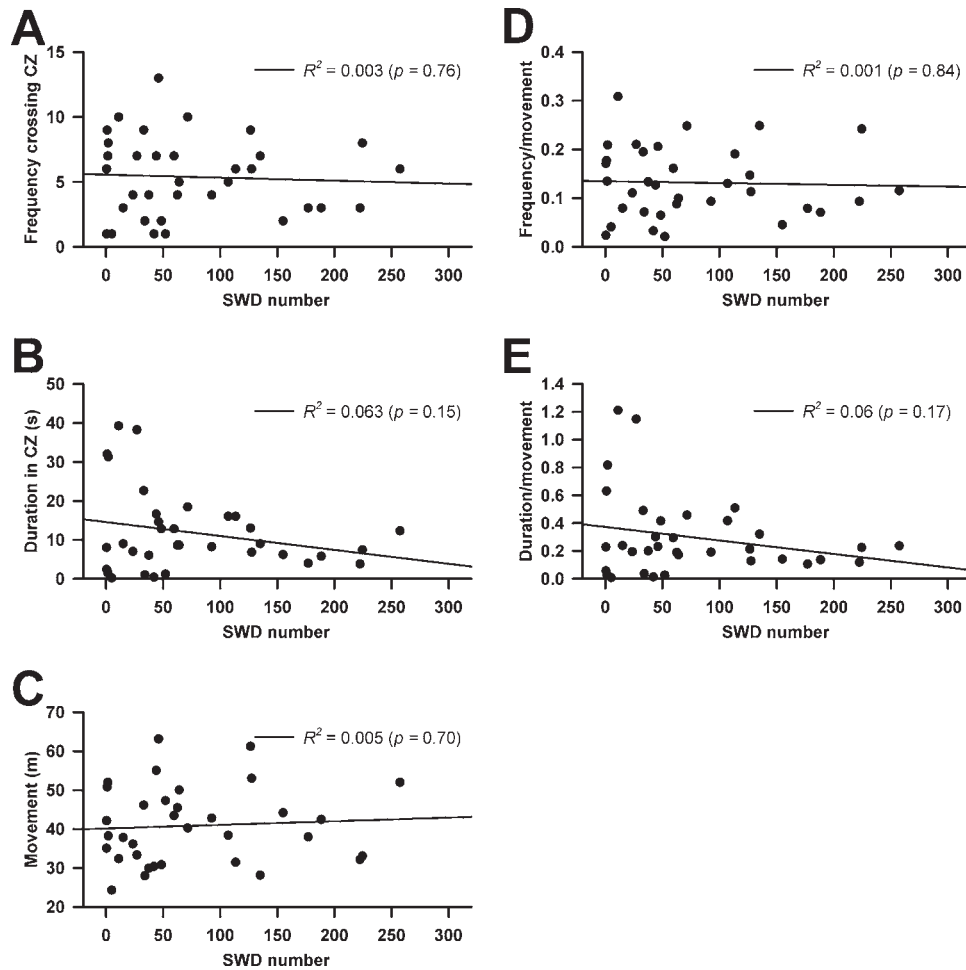 A
Frequency crossing CZ
15
10
5
0
R² = 0.003 (p = 0.76)
0 50 100 150 200 250 300
SWD number
D
Frequency/movement
0.4
0.3
0.2
0.1
0.0
R² = 0.001 (p = 0.84)
0 50 100 150 200 250 300
SWD number
B
Duration in CZ (s)
50
40
30
20
10
0
R² = 0.063 (p = 0.15)
0 50 100 150 200 250 300
SWD number
E
Duration/movement
1.4
1.2
1.0
0.8
0.6
0.4
0.2
0.0
R² = 0.06 (p = 0.17)
0 50 100 150 200 250 300
SWD number
C
Movement (m)
70
60
50
40
30
20
R² = 0.005 (p = 0.70)
0 50 100 150 200 250 300
SWD number